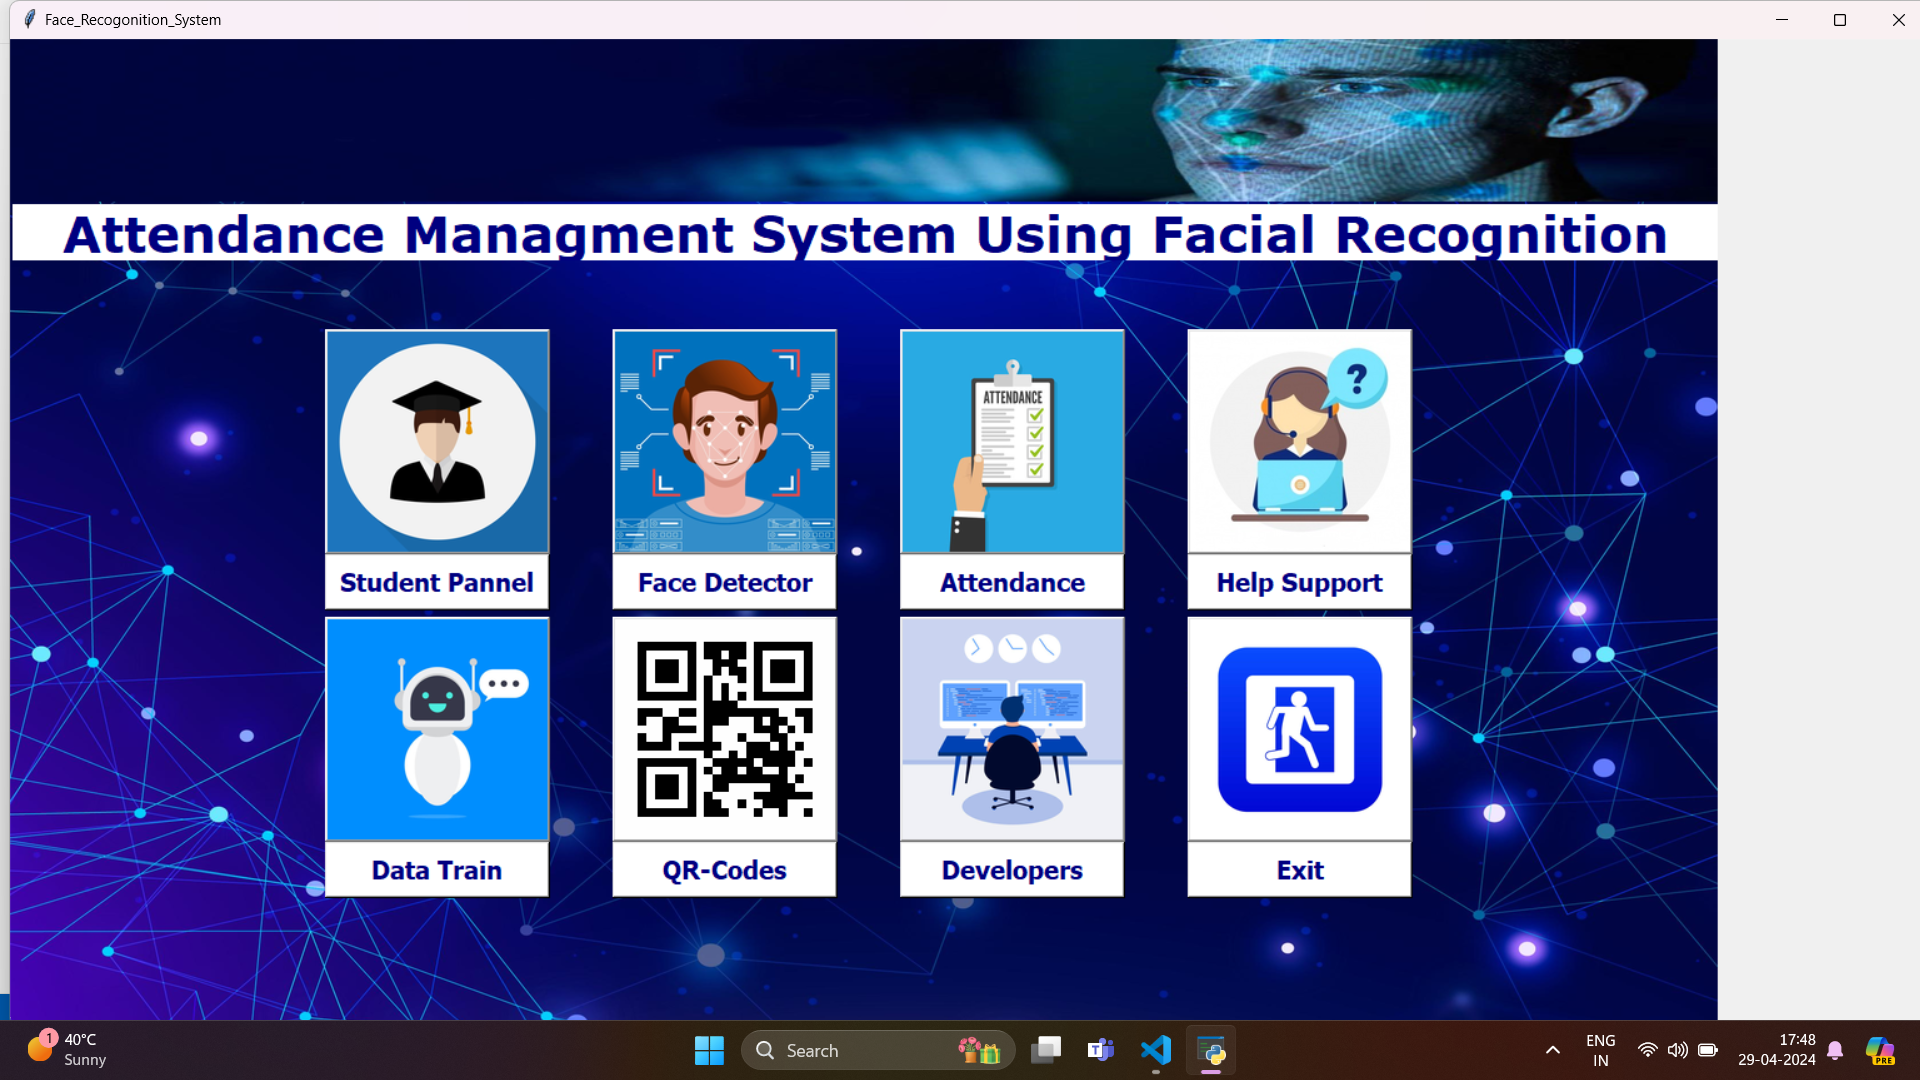 Face_Recogonition_System
Attendance Managment System Using Facial Recognition
ATTENDANCE
?
Student Pannel
Face Detector
Attendance
Help Support
Data Train
QR-Codes
Developers
Exit
1
40°C
Sunny
Search
T
PRE
ENG
IN
17:48
29-04-2024